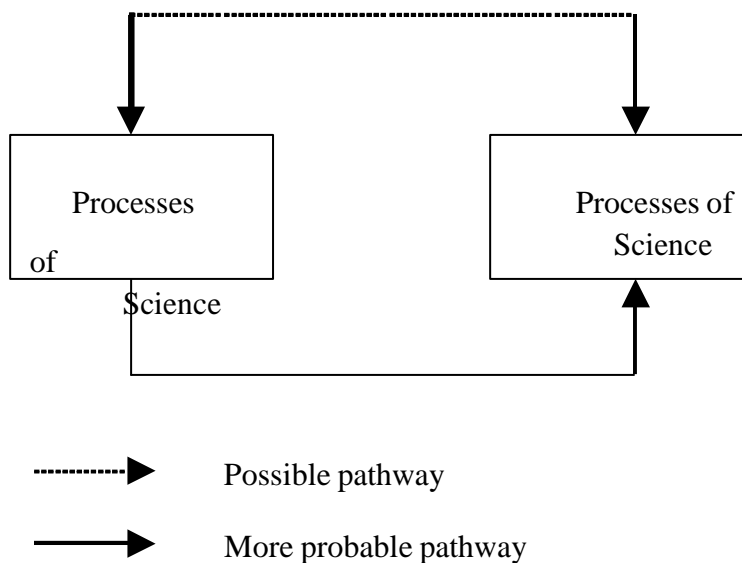 Processes
of
Science
Processes of
Science
Possible pathway
More probable pathway